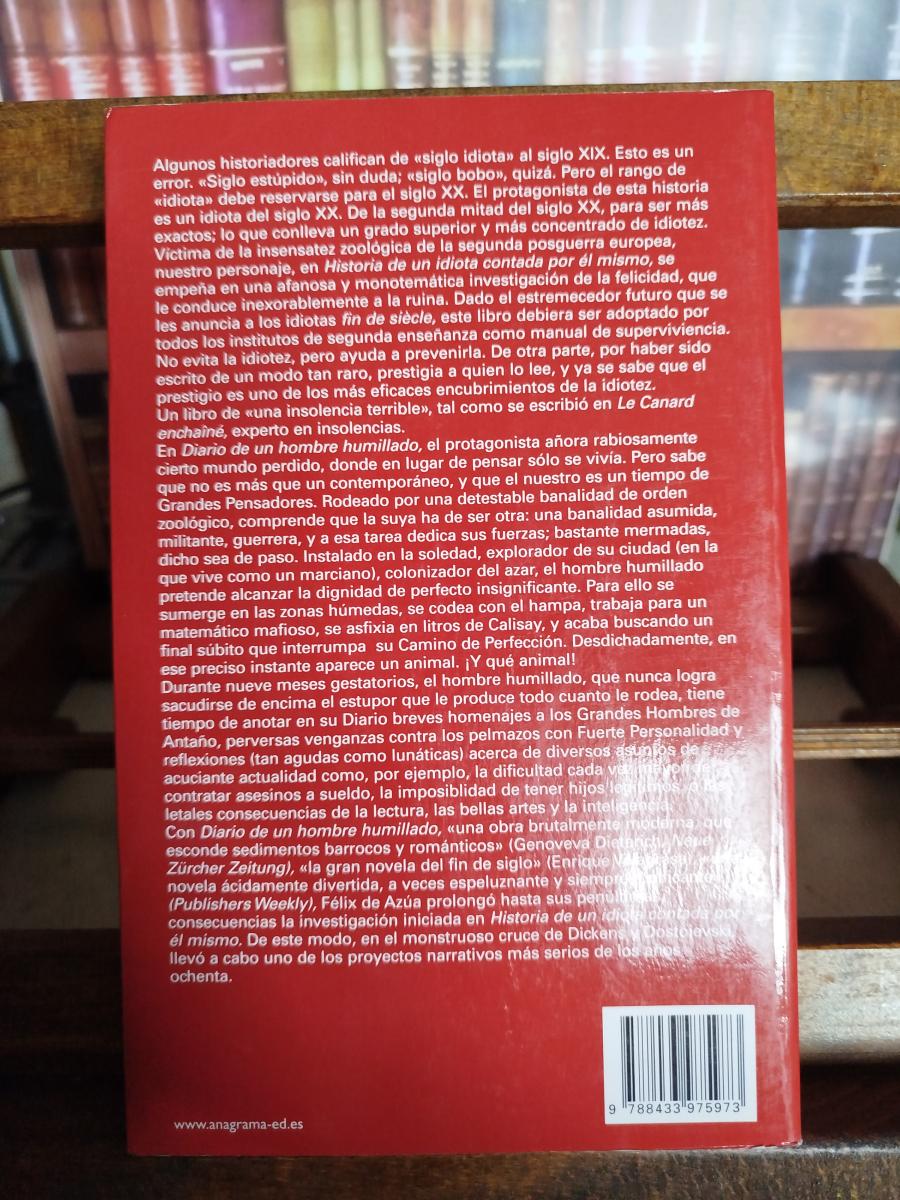 Algunos historiadores califican de «siglo idiota» al siglo XIX. Esto es un
error. «Siglo estúpido», sin duda; «siglo bobo», quizá. Pero el rango de
«idiota» debe reservarse para el siglo XX. El protagonista de esta historia
es un idiota del siglo XX. De la segunda mitad del siglo XX, para ser más
exactos; lo que conlleva un grado superior y más concentrado de idiotez.
Víctima de la insensatez zoológica de la segunda posguerra europea,
nuestro personaje, en Historia de un idiota contada por él mismo, se
empeña en una afanosa y monotemática investigación de la felicidad, que
le conduce inexorablemente a la ruina. Dado el estremecedor futuro que se
les anuncia a los idiotas fin de siècle, este libro debiera ser adoptado por
todos los institutos de segunda enseñanza como manual de superviviencia.
No evita la idiotez, pero ayuda a prevenirla. De otra parte, por haber sido
escrito de un modo tan raro, prestigia a quien lo lee, y ya se sabe que el
prestigio es uno de los más eficaces encubrimientos de la idiotez.
Un libro de «una insolencia terrible», tal como se escribió en Le Canard
enchaîné, experto en insolencias.
En Diario de un hombre humillado, el protagonista añora rabiosamente
cierto mundo perdido, donde en lugar de pensar sólo se vivía. Pero sabe
que no es más que un contemporáneo, y que el nuestro es un tiempo de
Grandes Pensadores. Rodeado por una detestable banalidad de orden
zoológico, comprende que la suya ha de ser otra: una banalidad asumida,
militante, guerrera, y a esa tarea dedica sus fuerzas; bastante mermadas,
dicho sea de paso. Instalado en la soledad, explorador de su ciudad (en la
que vive como un marciano), colonizador del azar, el hombre humillado
pretende alcanzar la dignidad de perfecto insignificante. Para ello se
sumerge en las zonas húmedas, se codea con el hampa, trabaja para un
matemático mafioso, se asfixia en litros de Calisay, y acaba buscando un
final súbito que interrumpa su Camino de Perfección. Desdichadamente, en
ese preciso instante aparece un animal. ¡Y qué animal!
Durante nueve meses gestatorios, el hombre humillado, que nunca logra
sacudirse de encima el estupor que le produce todo cuanto le rodea, tiene
tiempo de anotar en su Diario breves homenajes a los Grandes Hombres de
Antaño, perversas venganzas contra los pelmazos con Fuerte Personalidad y
reflexiones (tan agudas como lunáticas) acerca de diversos asuntos de
acuciante actualidad como, por ejemplo, la dificultad cada vez mayor de
contratar asesinos a sueldo, la imposiblidad de tener hijos legítimos, o las
letales consecuencias de la lectura, las bellas artes y la inteligencia.
Con Diario de un hombre humillado, «una obra brutalmente moderna, que
esconde sedimentos barrocos y románticos» (Genoveva Dieterich, Neue
Zürcher Zeitung), «la gran novela del fin de siglo» (Enrique
novela ácidamente divertida, a veces espeluznante y siempre
(Publishers Weekly), Félix de Azúa prolongó hasta sus penúltimas
consecuencias la investigación iniciada en Historia de un idiota contada por
él mismo. De este modo, en el monstruoso cruce de Dickens y Dostojevski,
llevó a cabo uno de los proyectos narrativos más serios de los años
ochenta.
9 788433 975973
www.anagrama-ed.es